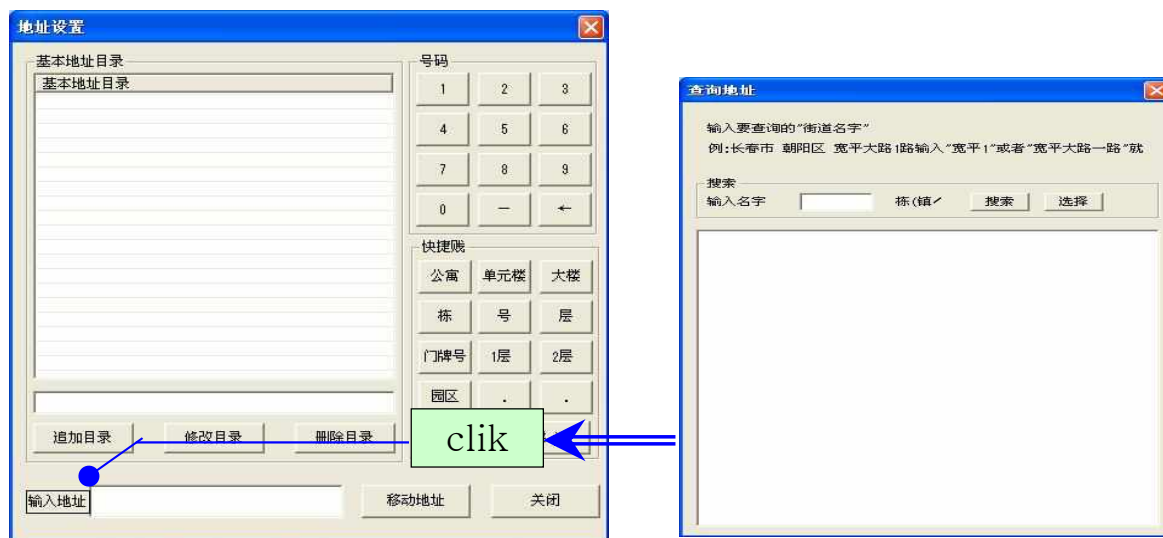 地址设置
基本地址目录
基本地址目录
号码
1 2 3
4 5 6
7 8 9
0 — ←
快捷贱
公寓 单元楼 大楼
栋 号 层
门牌号 1层 2层
园区 . .
追加目录 修改目录 删除目录
clik
输入地址 移动地址 关闭
查询地址
输入要查询的"街道名字"
例:长春市 朝阳区 宽平大路1路输入"宽平1"或者"宽平大路一路"就
搜索
输入名字 栋(镇/ 搜索 选择